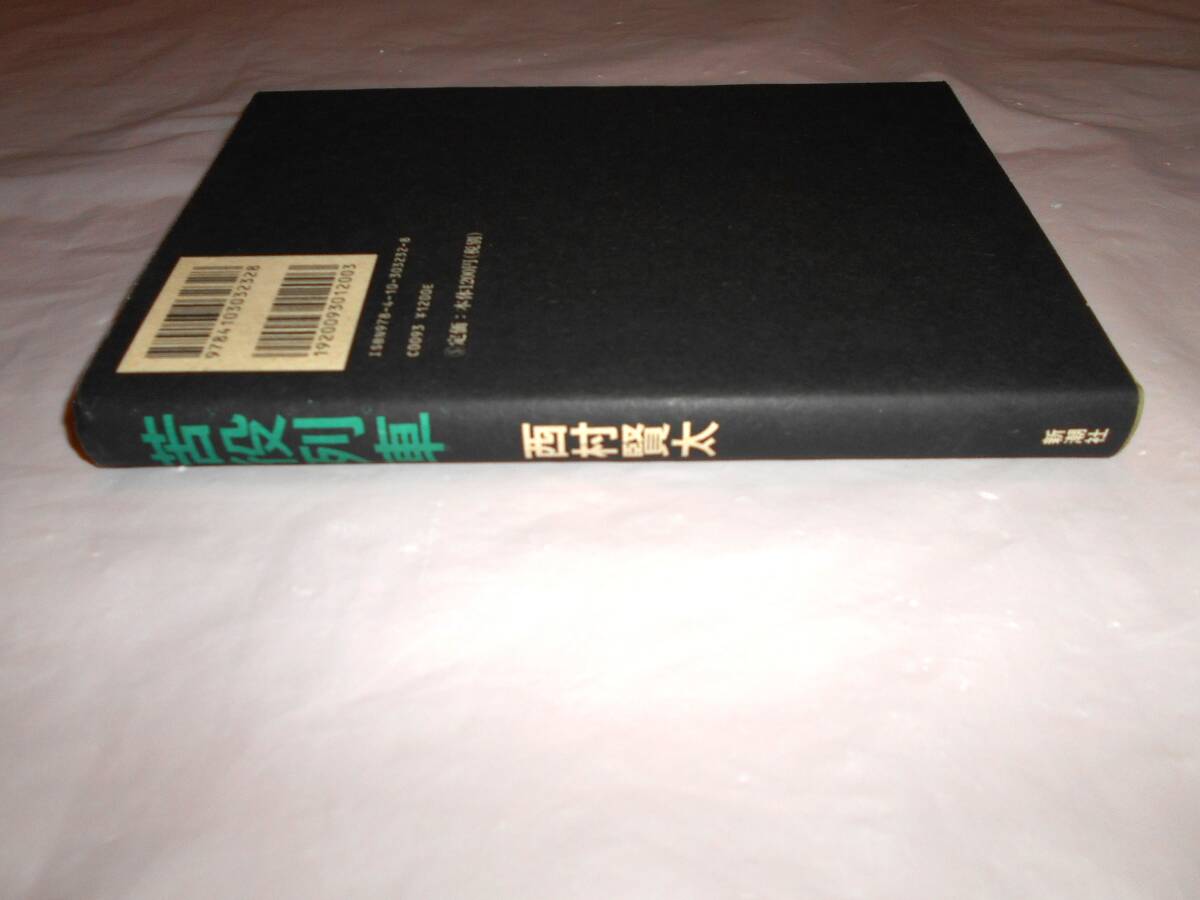 9784103032328
1920093012003
ISBN978-4-10-303232-8
C0093 ¥1200E
Ⓢ定価：本体1200円(税別)
苦役列車
西村賢太
新潮社